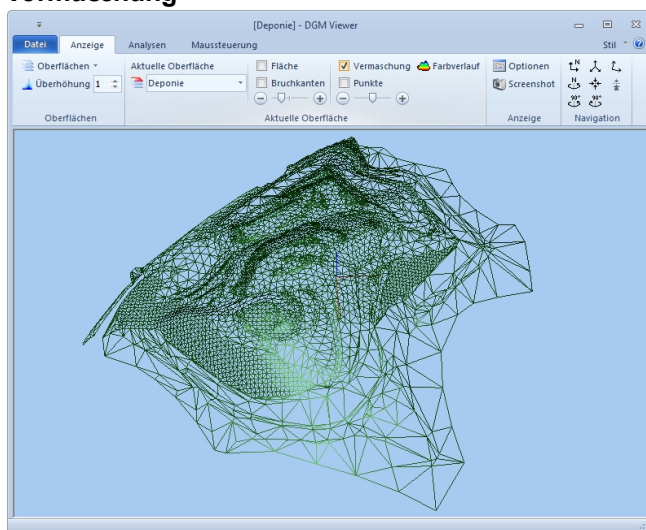 [Deponie] - DGM Viewer
Datei Anzeige Analysen Maussteuerung Stil
Oberflächen Aktuelle Oberfläche Fläche Vermaschung Farbverlauf Optionen
Überhöhung 1 Deponie Bruchkanten Punkte Screenshot
Oberflächen Aktuelle Oberfläche Anzeige Navigation